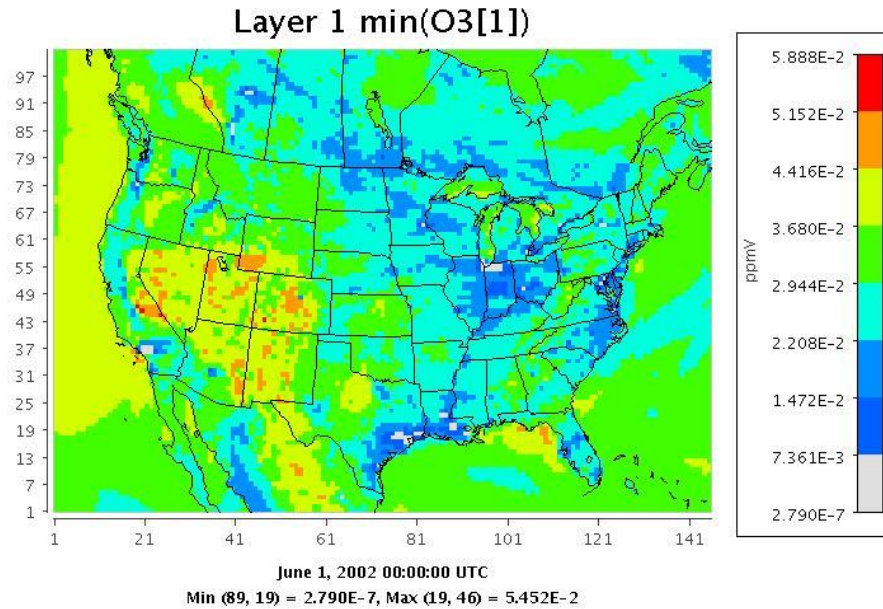 Layer 1 min(O3[1])
97
91
85
79
73
67
61
55
49
43
37
31
25
19
13
7
1
1 21 41 61 81 101 121 141
5.888E-2
5.152E-2
4.416E-2
3.680E-2
2.944E-2
2.208E-2
1.472E-2
7.361E-3
2.790E-7
ppmV
June 1, 2002 00:00:00 UTC
Min (89, 19) = 2.790E-7, Max (19, 46) = 5.452E-2